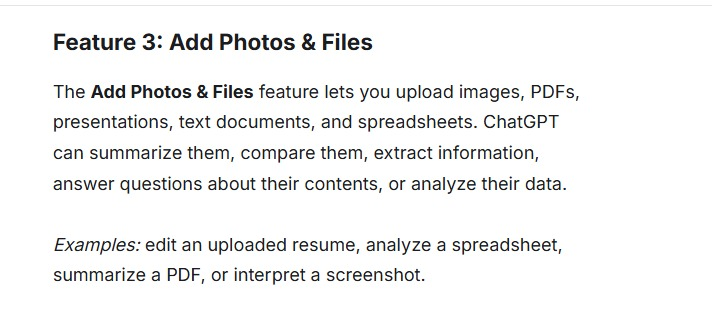 Feature 3: Add Photos & Files
The Add Photos & Files feature lets you upload images, PDFs,
presentations, text documents, and spreadsheets. ChatGPT
can summarize them, compare them, extract information,
answer questions about their contents, or analyze their data.
Examples: edit an uploaded resume, analyze a spreadsheet,
summarize a PDF, or interpret a screenshot.